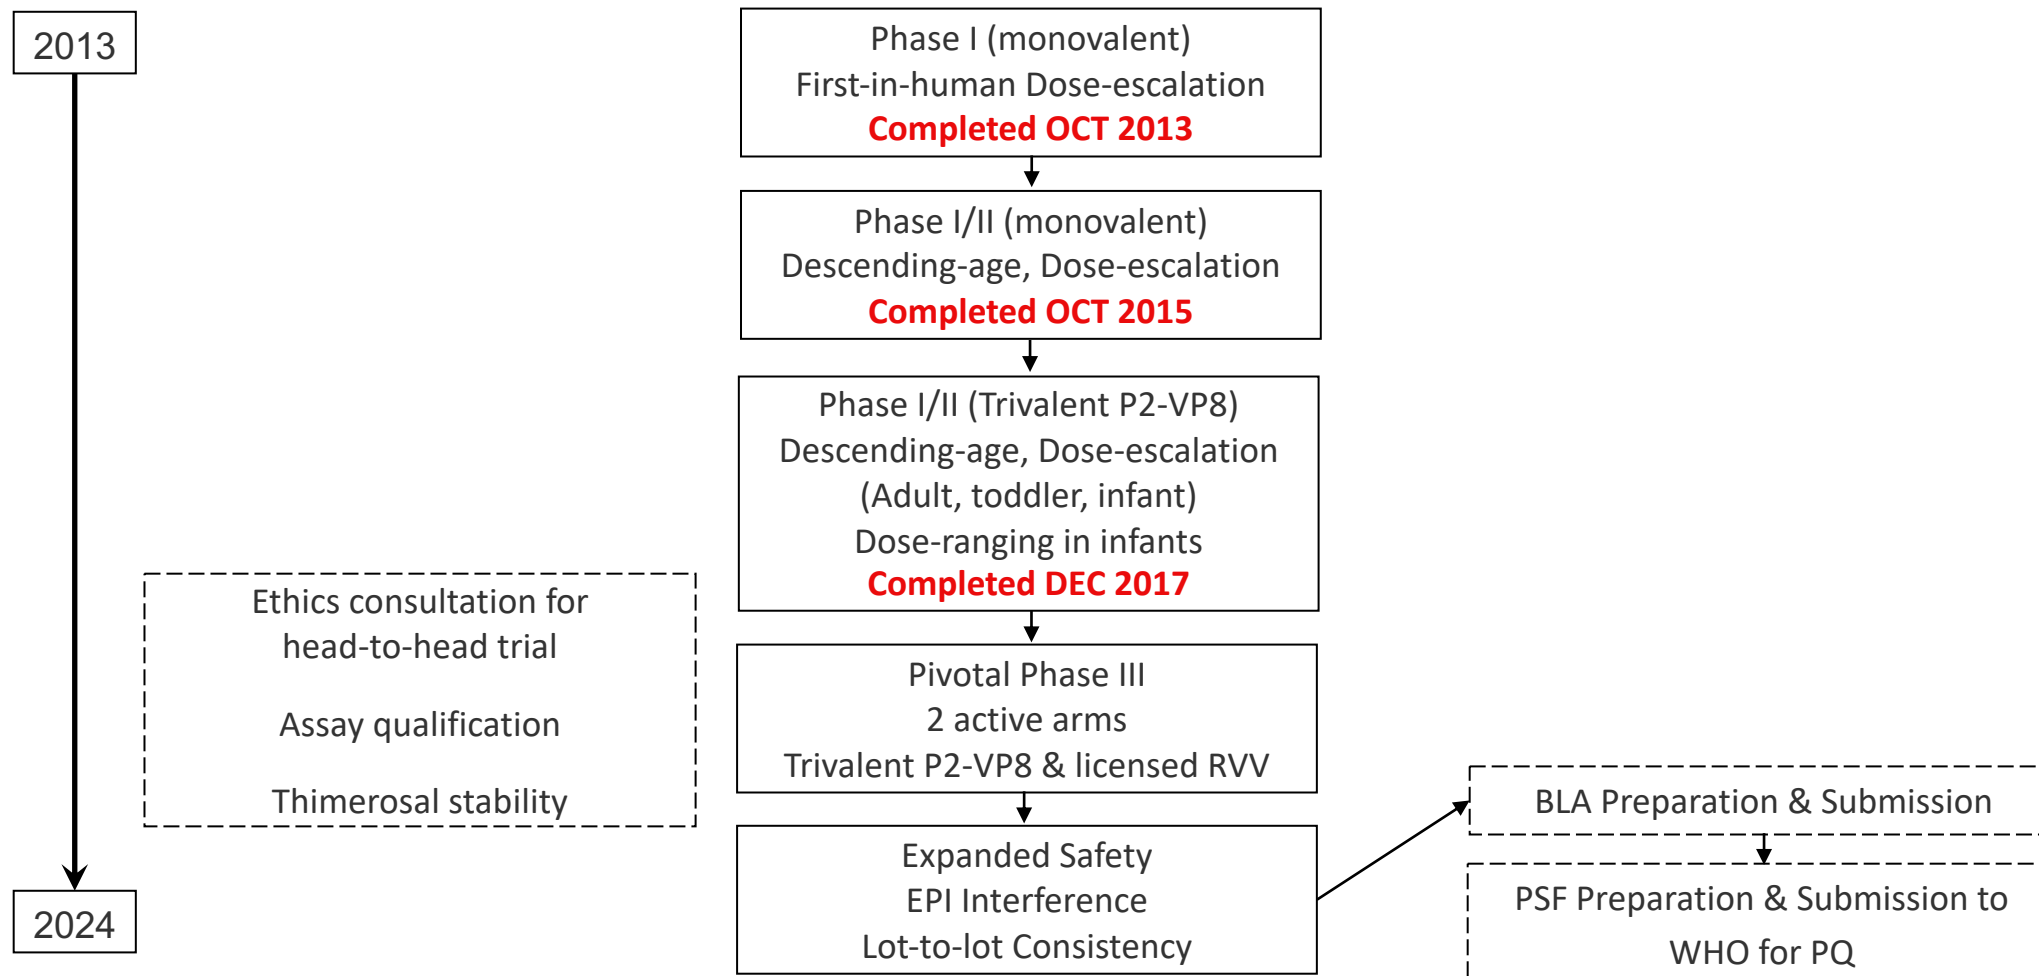 2013
Phase I (monovalent)
First-in-human Dose-escalation
Completed OCT 2013
Phase I/II (monovalent)
Descending-age, Dose-escalation
Completed OCT 2015
Phase I/II (Trivalent P2-VP8)
Descending-age, Dose-escalation
(Adult, toddler, infant)
Dose-ranging in infants
Completed DEC 2017
Ethics consultation for
head-to-head trial
Assay qualification
Thimerosal stability
Pivotal Phase III
2 active arms
Trivalent P2-VP8 & licensed RVV
Expanded Safety
EPI Interference
Lot-to-lot Consistency
BLA Preparation & Submission
PSF Preparation & Submission to
WHO for PQ
2024